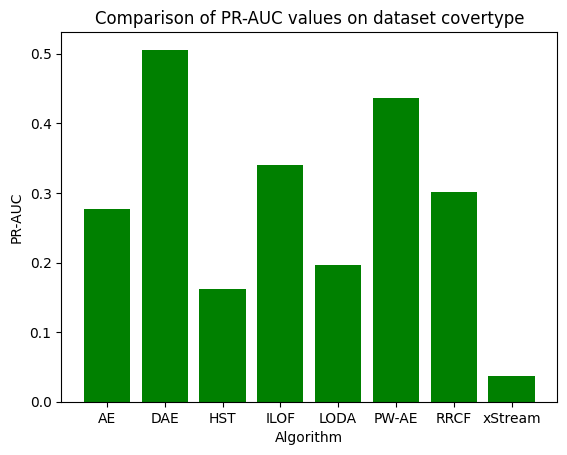 Comparison of PR-AUC values on dataset covertype
PR-AUC
0.5
0.4
0.3
0.2
0.1
0.0
AE DAE HST ILOF LODA PW-AE RRCF xStream
Algorithm